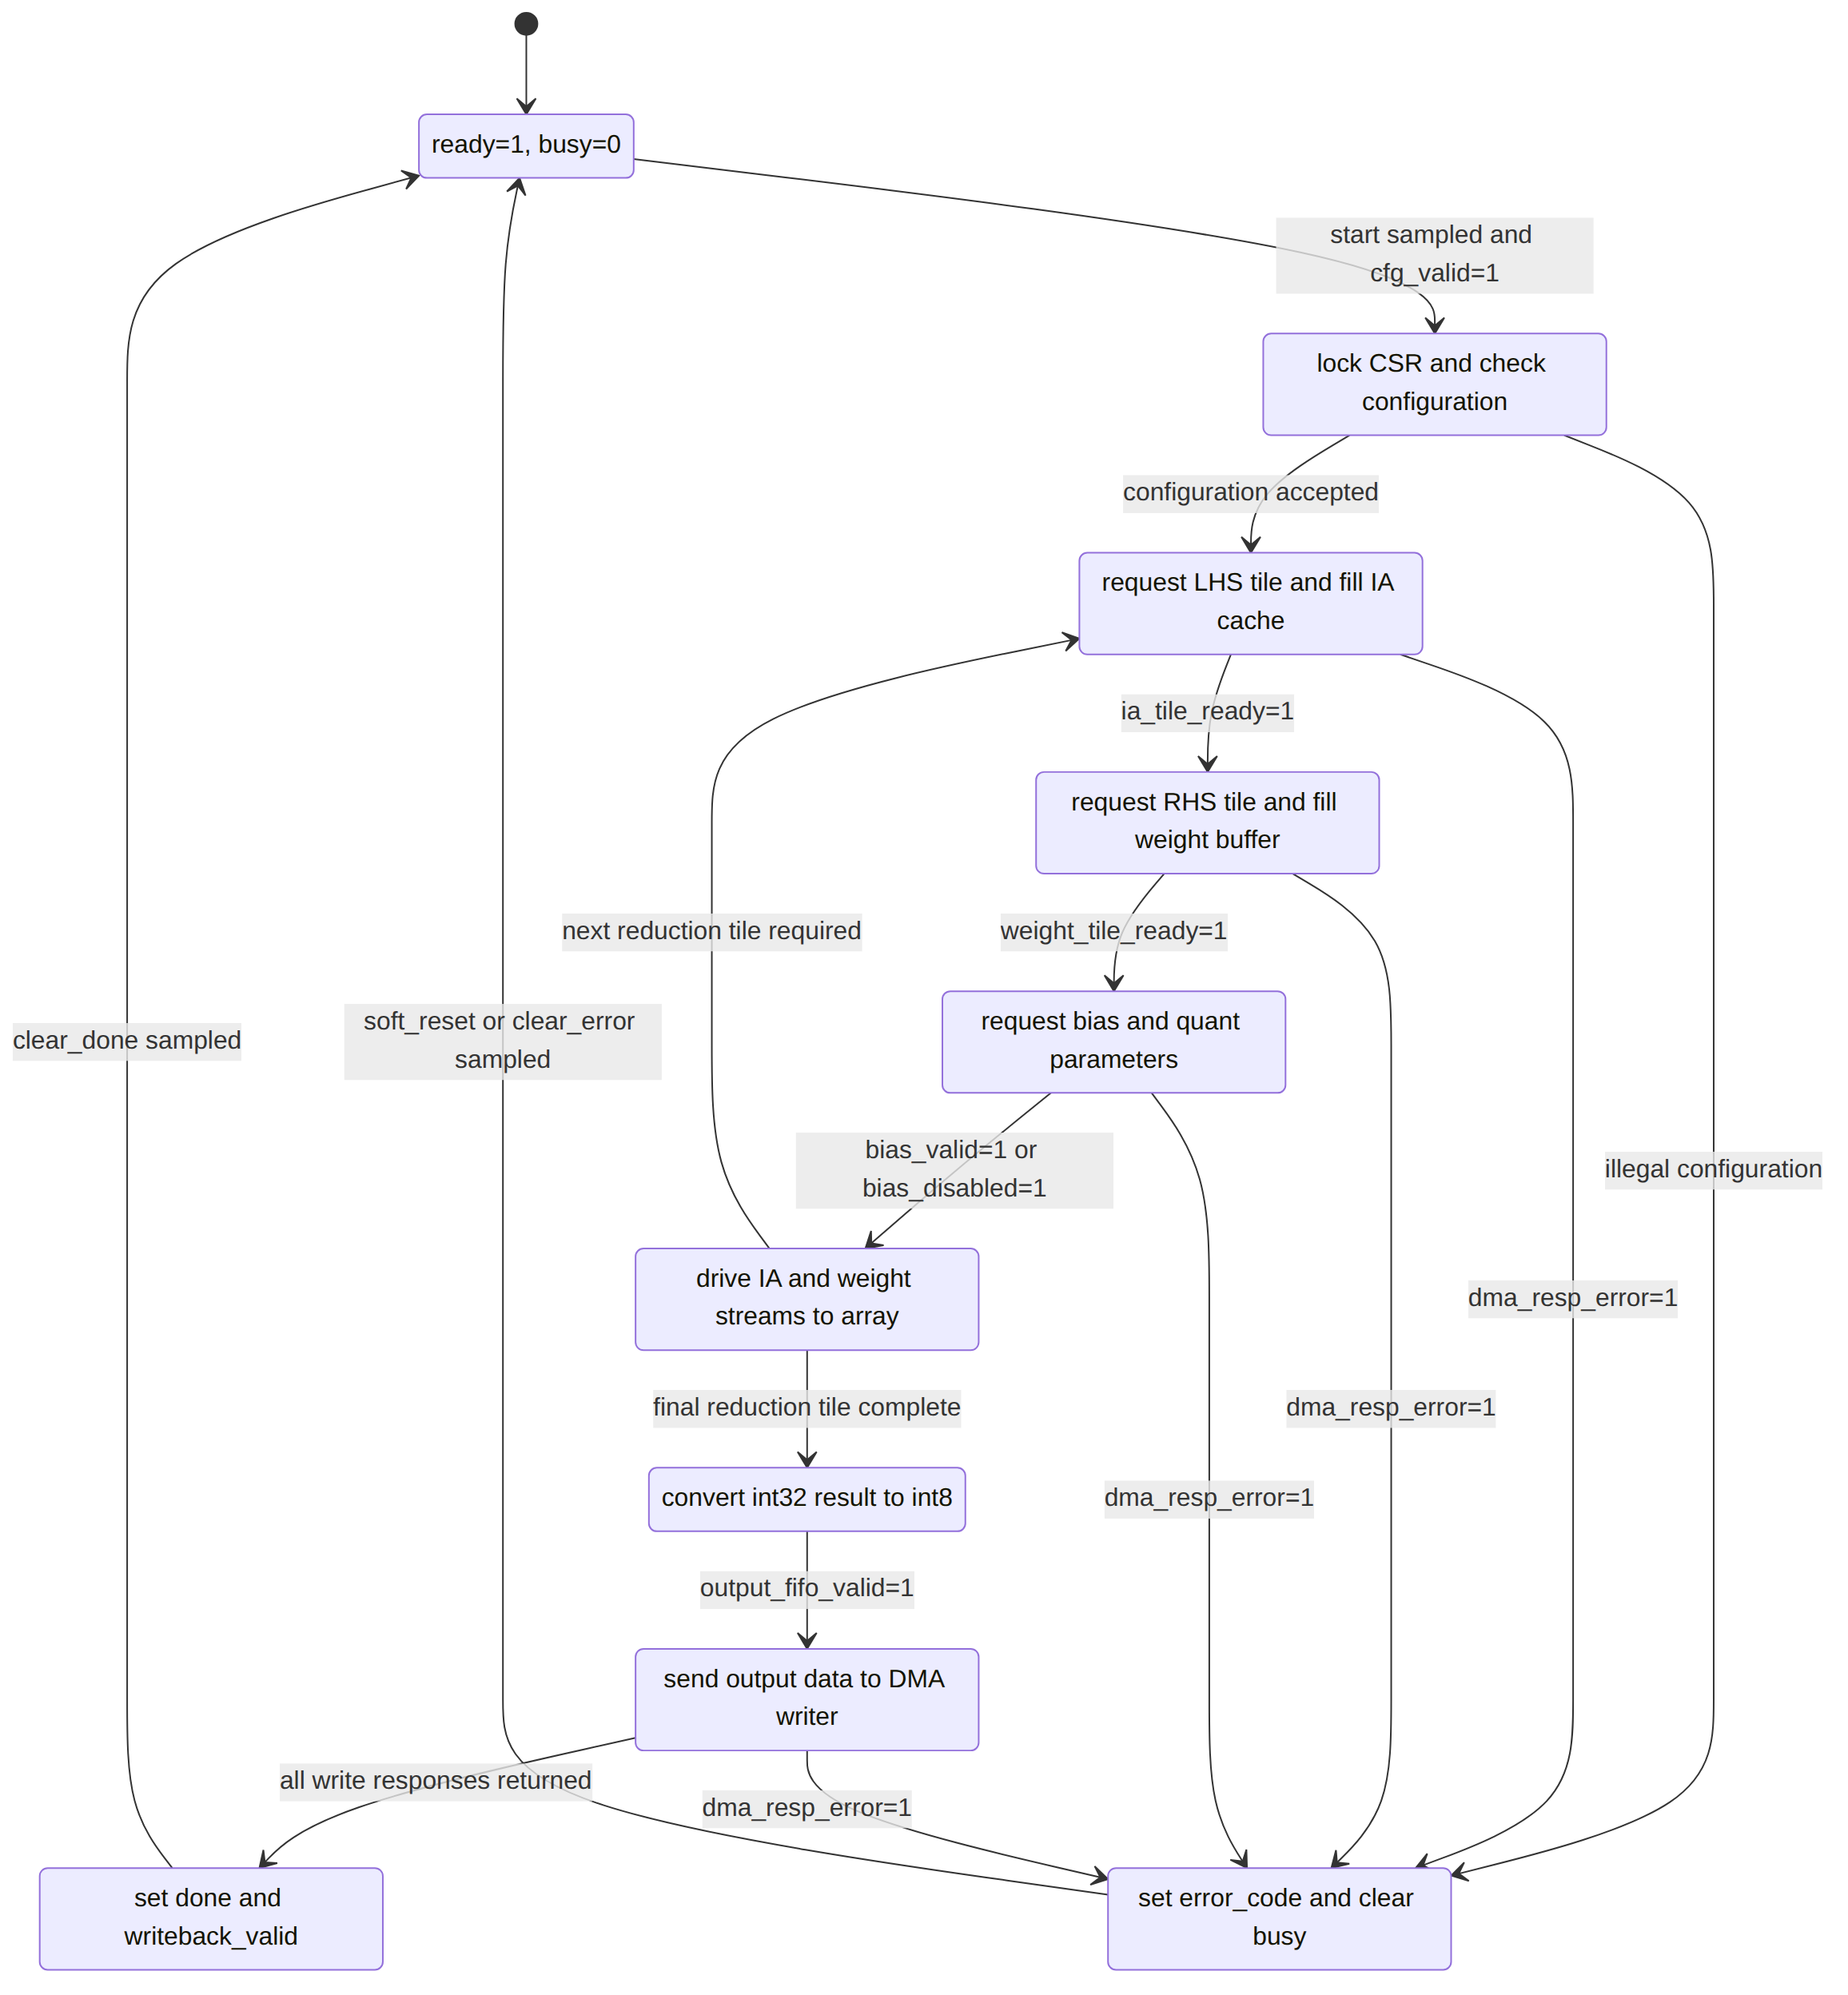 ready=1, busy=0
start sampled and
cfg_valid=1
lock CSR and check
configuration
configuration accepted
request LHS tile and fill IA
cache
ia_tile_ready=1
request RHS tile and fill
weight buffer
next reduction tile required
weight_tile_ready=1
clear_done sampled
soft_reset or clear_error
sampled
request bias and quant
parameters
bias_valid=1 or
bias_disabled=1
illegal configuration
drive IA and weight
streams to array
dma_resp_error=1
final reduction tile complete
dma_resp_error=1
convert int32 result to int8
dma_resp_error=1
output_fifo_valid=1
send output data to DMA
writer
all write responses returned
dma_resp_error=1
set done and
writeback_valid
set error_code and clear
busy